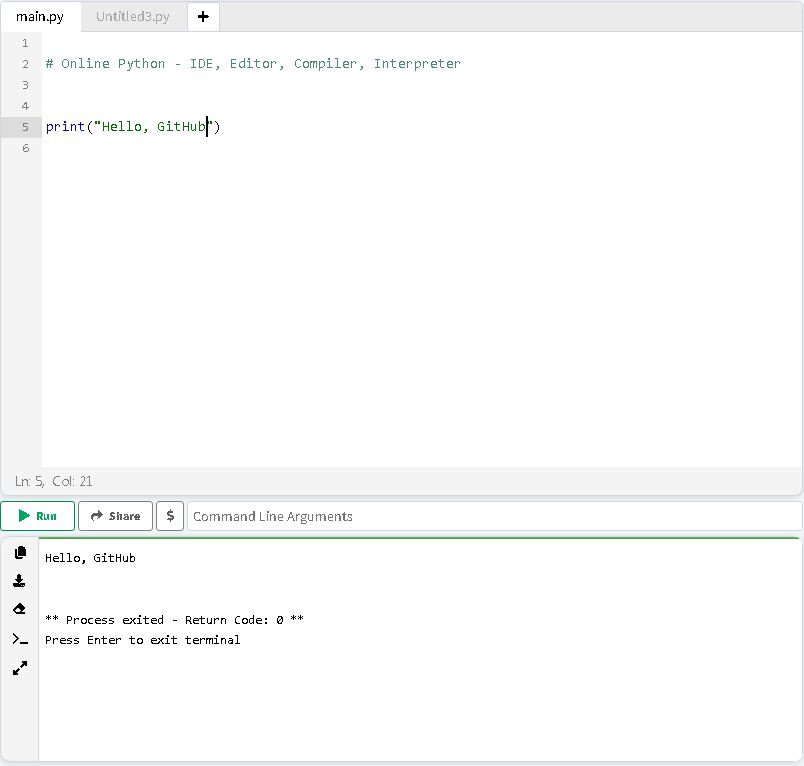 main.py Untitled3.py +
1
2 # Online Python - IDE, Editor, Compiler, Interpreter
3
4
5 print("Hello, GitHub")
6
Ln: 5, Col: 21
Run Share $ Command Line Arguments
Hello, GitHub
** Process exited - Return Code: 0 **
Press Enter to exit terminal